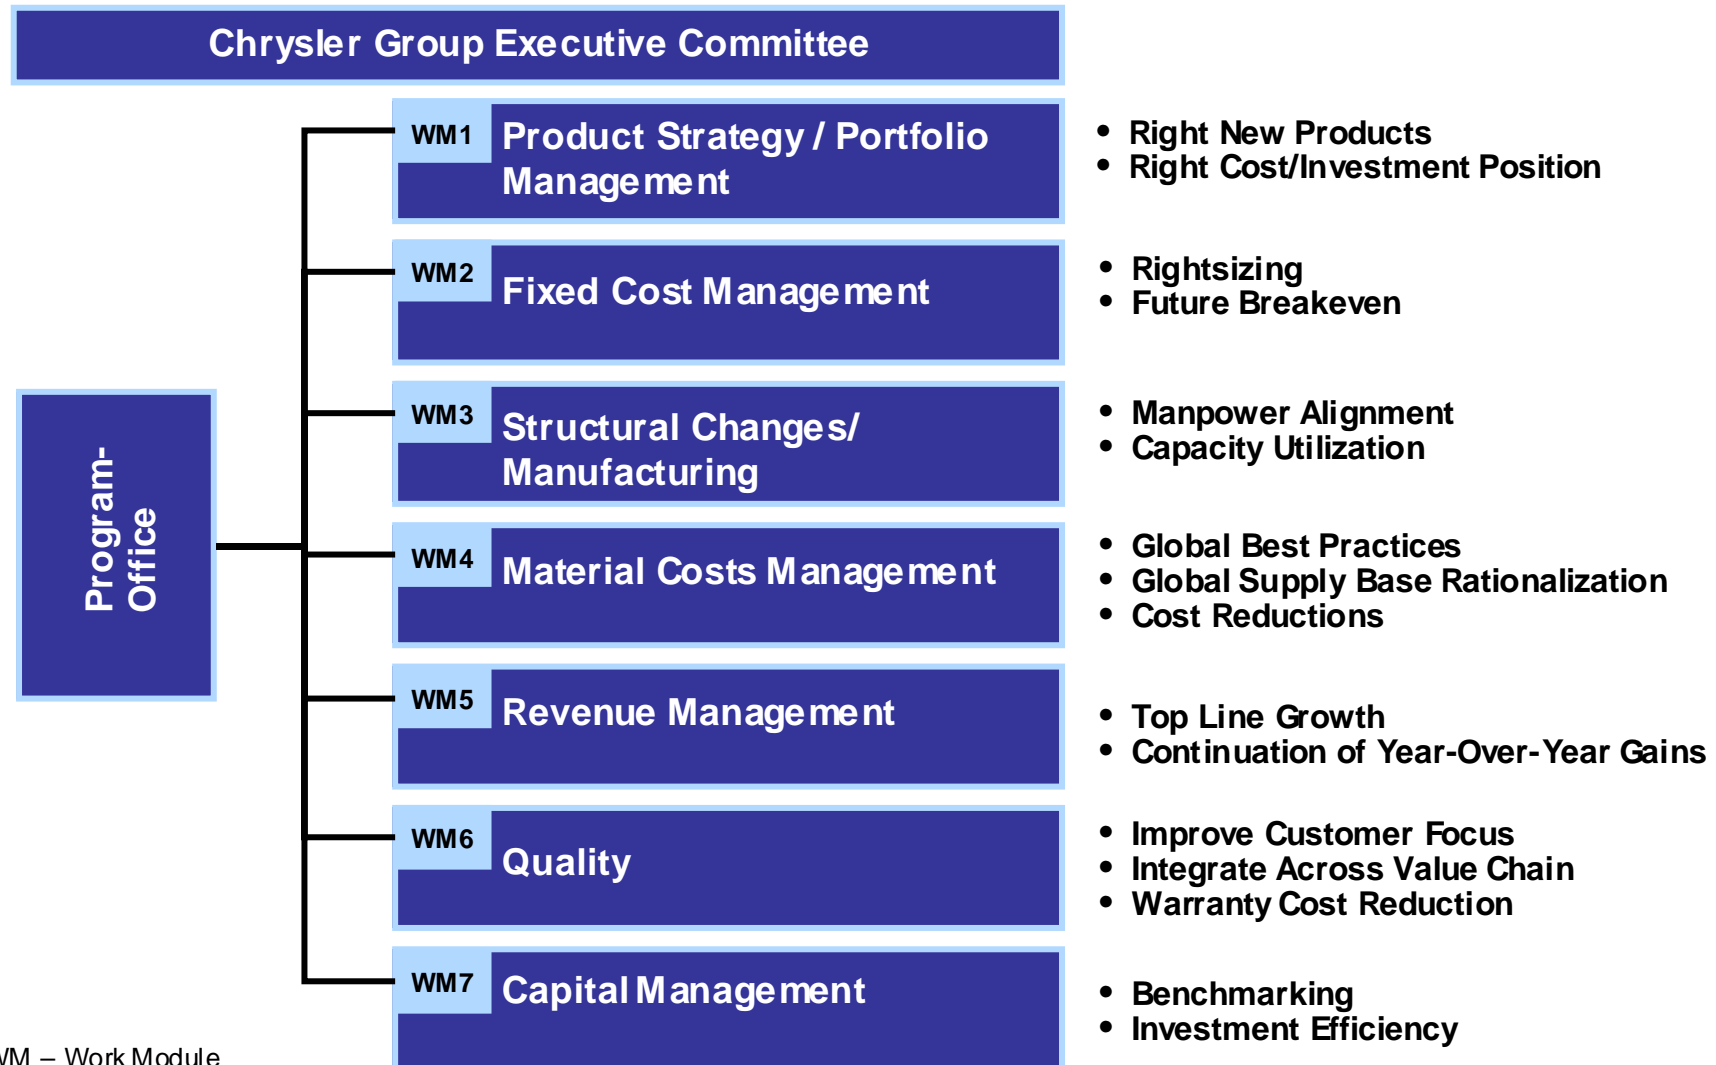 Chrysler Group Executive Committee
WM1
Product Strategy / Portfolio
Management
• Right New Products
• Right Cost/Investment Position
WM2
Fixed Cost Management
• Rightsizing
• Future Breakeven
WM3
Structural Changes/
Manufacturing
• Manpower Alignment
• Capacity Utilization
Program-
Office
WM4
Material Costs Management
• Global Best Practices
• Global Supply Base Rationalization
• Cost Reductions
WM5
Revenue Management
• Top Line Growth
• Continuation of Year-Over-Year Gains
WM6
Quality
• Improve Customer Focus
• Integrate Across Value Chain
• Warranty Cost Reduction
WM7
Capital Management
• Benchmarking
• Investment Efficiency
WM – Work Module